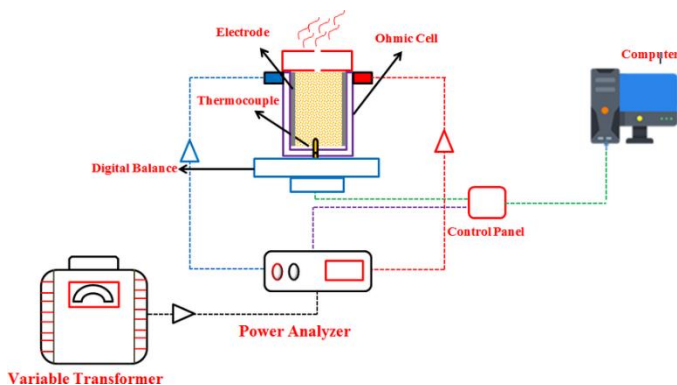 Electrode
Ohmic Cell
Computer
Thermocouple
Digital Balance
Control Panel
Power Analyzer
Variable Transformer